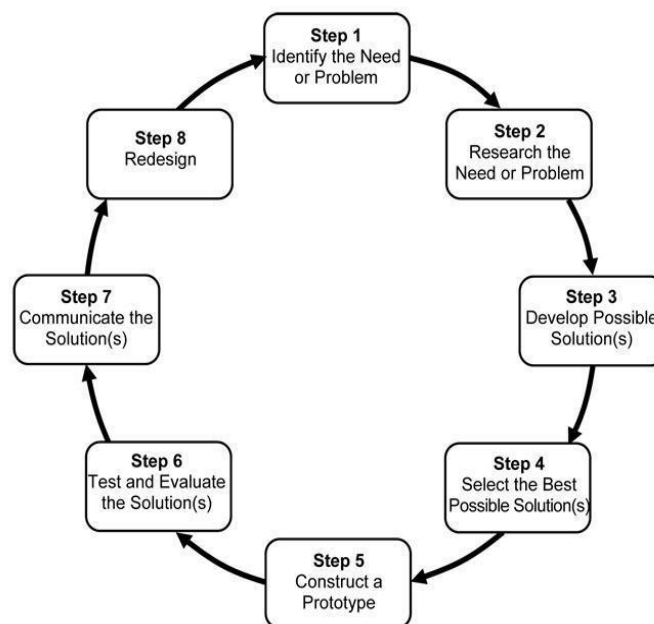 Step 1
Identify the Need
or Problem
Step 2
Research the
Need or Problem
Step 3
Develop Possible
Solution(s)
Step 4
Select the Best
Possible Solution(s)
Step 5
Construct a
Prototype
Step 6
Test and Evaluate
the Solution(s)
Step 7
Communicate the
Solution(s)
Step 8
Redesign